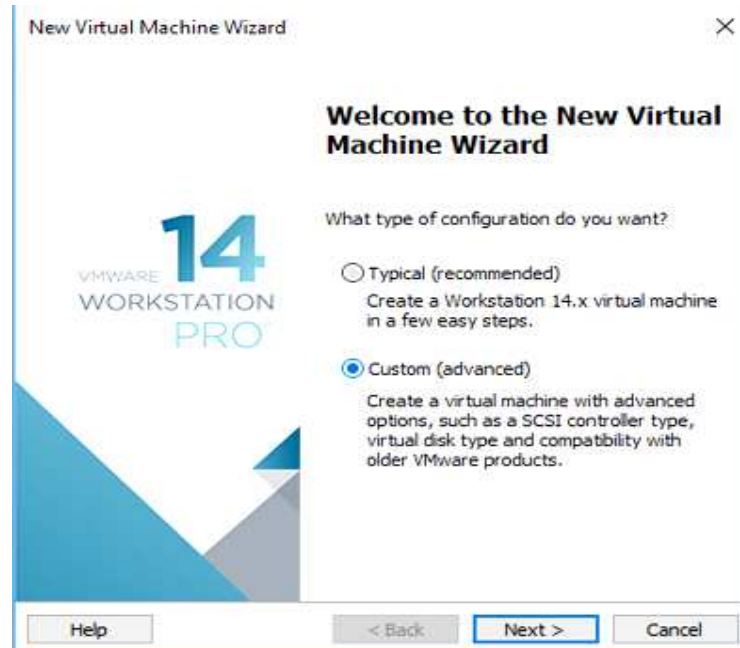 New Virtual Machine Wizard
Welcome to the New Virtual
Machine Wizard
What type of configuration do you want?
Typical (recommended)
Create a Workstation 14.x virtual machine
in a few easy steps.
Custom (advanced)
Create a virtual machine with advanced
options, such as a SCSI controller type,
virtual disk type and compatibility with
older VMware products.
14
VMWARE
WORKSTATION
PRO™
Help
< Back
Next >
Cancel